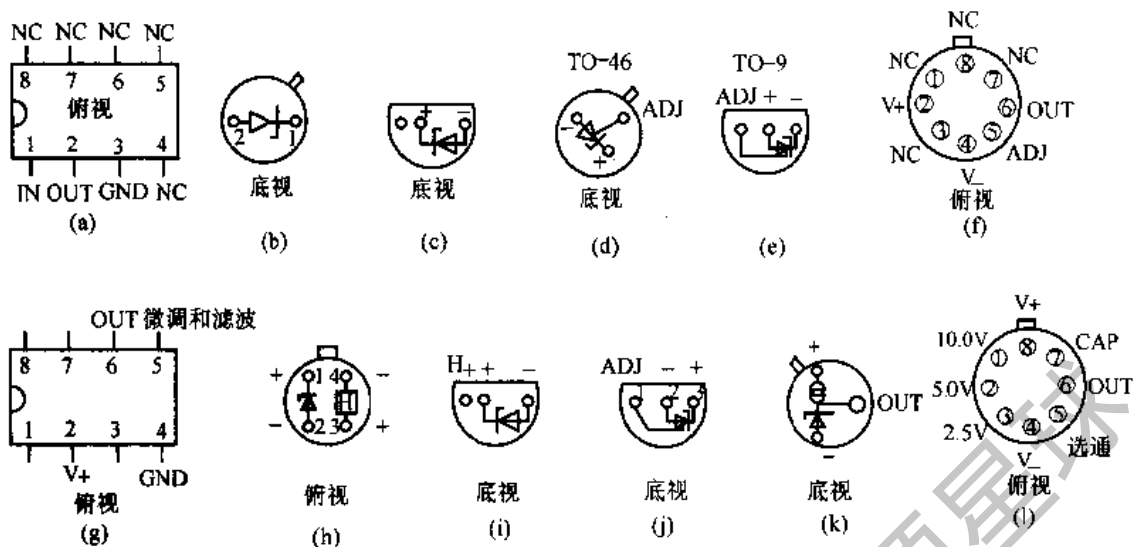 NC NC NC NC
8 7 6 5
俯视
1 2 3 4
IN OUT GND NC
(a)
2 1
底视
(b)
+ −
底视
(c)
TO-46
ADJ
−
+
底视
(d)
TO-9
ADJ + −
底视
(e)
NC
NC ① ⑧ ⑦ NC
V+ ② ⑥ OUT
NC ③ ④ ⑤ ADJ
V−
俯视
(f)
OUT 微调和滤波
8 7 6 5
1 2 3 4
V+ GND
俯视
(g)
+ 1 4 −
− 2 3 +
俯视
(h)
H + + −
底视
(i)
ADJ − +
1 2 3
底视
(j)
+
OUT
−
底视
(k)
V+
10.0V ① ⑧ ⑦ CAP
5.0V ② ⑥ OUT
2.5V ③ ④ ⑤ 选通
V−
俯视
(l)
星球